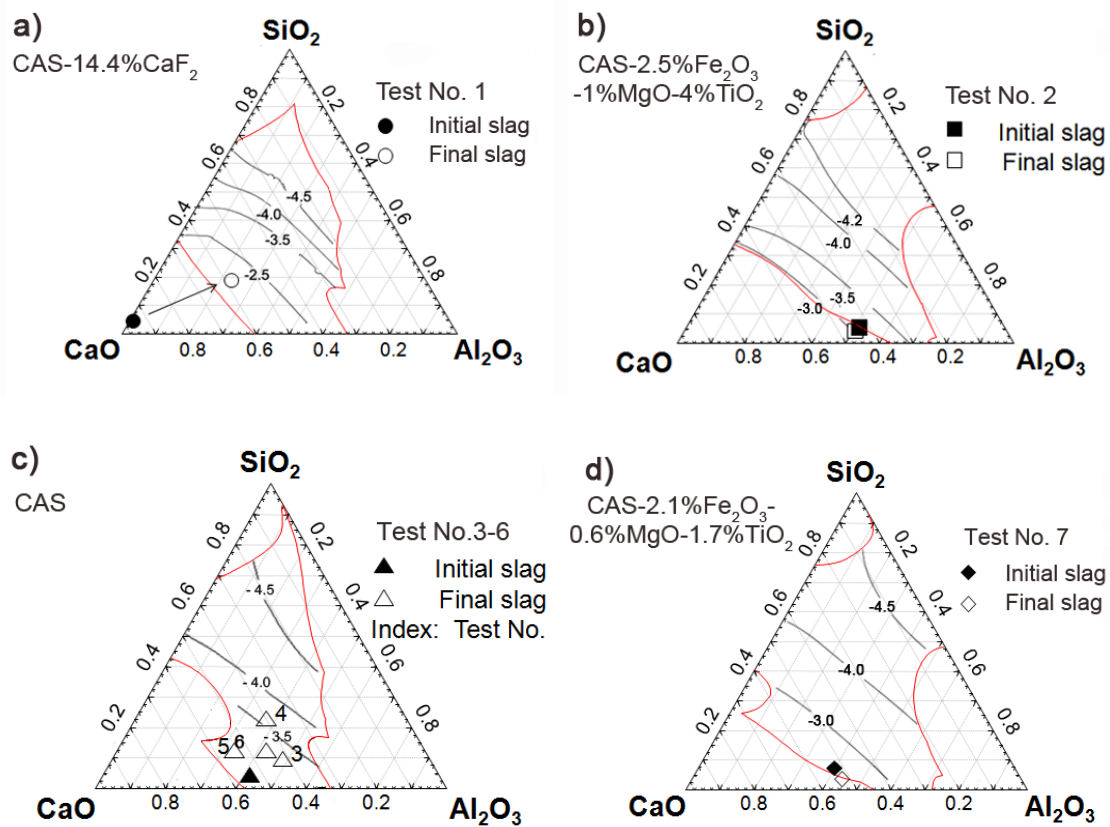 a)
SiO₂
CAS-14.4%CaF₂
Test No. 1
Initial slag
Final slag
0.2
0.4
0.6
0.8
0.8
0.6
0.4
0.2
-4.5
-4.0
-3.5
-2.5
CaO
Al₂O₃
0.8
0.6
0.4
0.2
b)
SiO₂
CAS-2.5%Fe₂O₃
-1%MgO-4%TiO₂
Test No. 2
Initial slag
Final slag
0.8
0.2
0.6
0.4
0.4
0.6
0.2
0.8
-4.2
-4.0
-3.5
-3.0
CaO
Al₂O₃
0.8
0.6
0.4
0.2
c)
SiO₂
CAS
Test No.3-6
Initial slag
Final slag
Index: Test No.
0.8
0.2
0.6
0.4
0.4
0.6
0.2
0.8
- 4.5
- 4.0
4
- 3.5
5
6
3
CaO
Al₂O₃
0.8
0.6
0.4
0.2
d)
SiO₂
CAS-2.1%Fe₂O₃-
0.6%MgO-1.7%TiO₂
Test No. 7
Initial slag
Final slag
0.8
0.2
0.6
0.4
0.4
0.6
0.2
0.8
-4.5
-4.0
-3.0
CaO
Al₂O₃
0.8
0.6
0.4
0.2